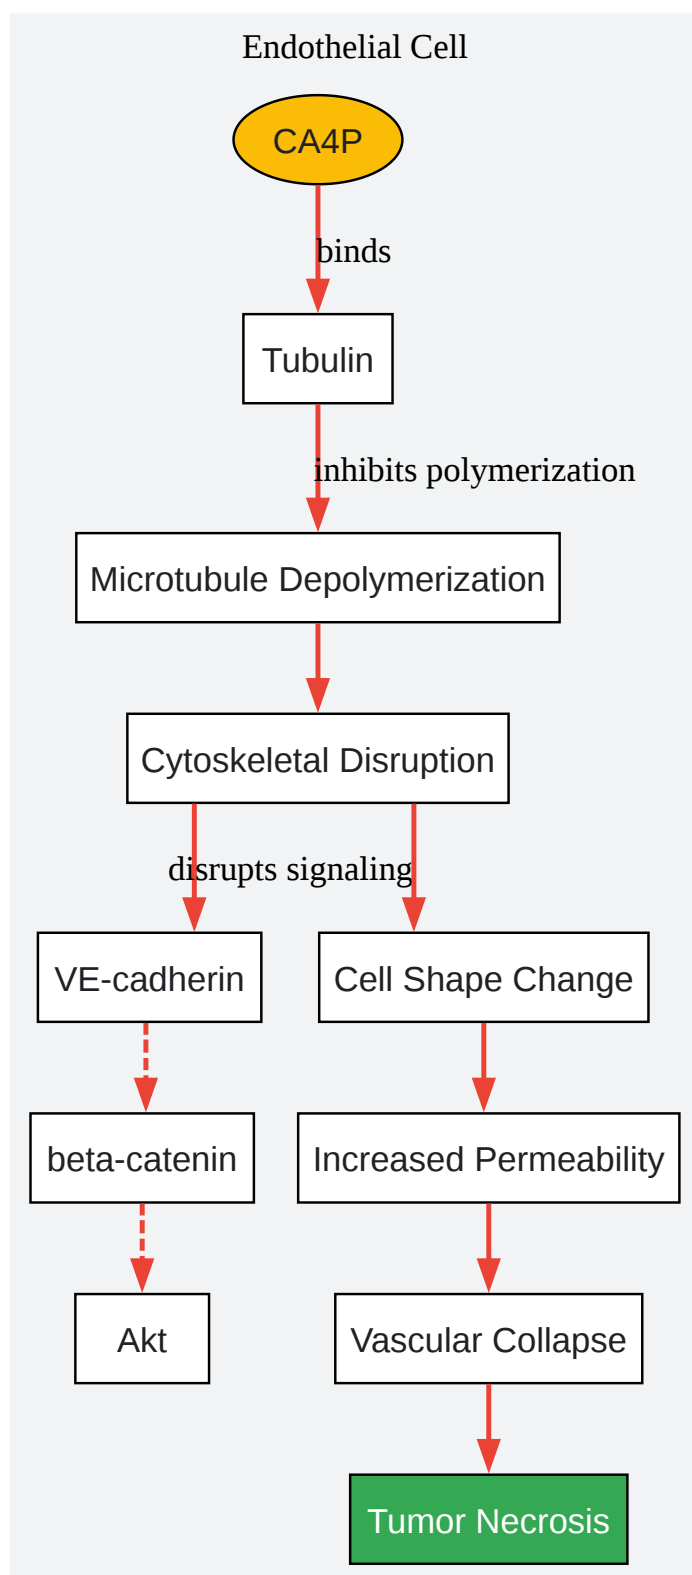 Endothelial Cell
CA4P
binds
Tubulin
inhibits polymerization
Microtubule Depolymerization
Cytoskeletal Disruption
disrupts signaling
VE-cadherin
Cell Shape Change
beta-catenin
Increased Permeability
Akt
Vascular Collapse
Tumor Necrosis